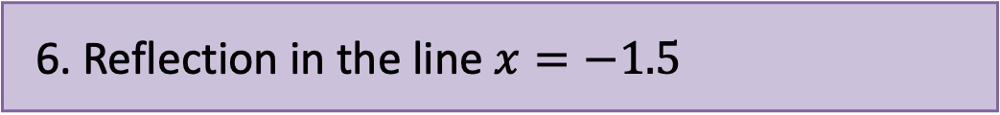 6. Reflection in the line x = −1.5